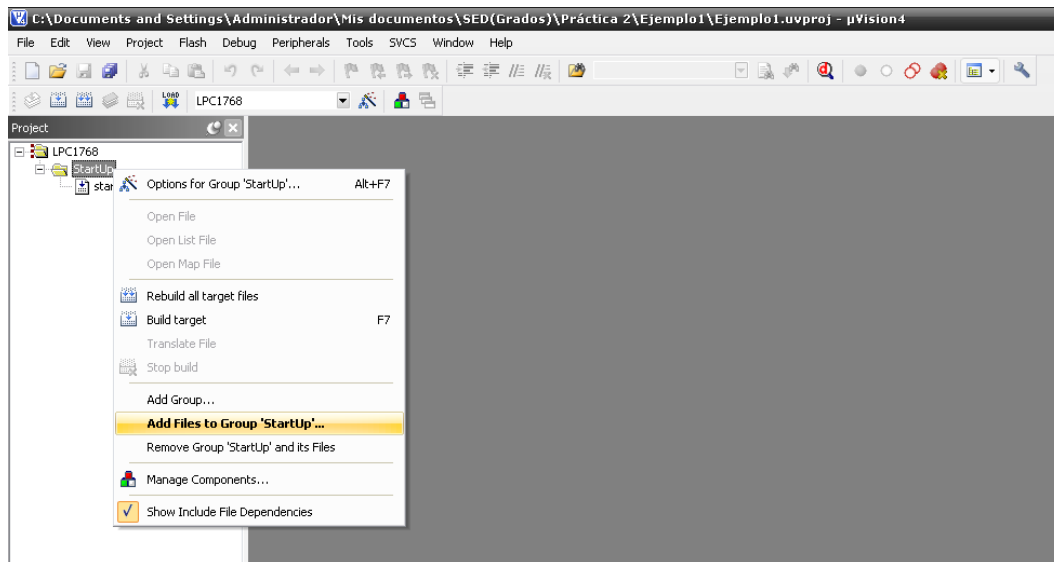 C:\Documents and Settings\Administrador\Mis documentos\SED(Grados)\Práctica 2\Ejemplo1\Ejemplo1.uvproj - µVision4
File Edit View Project Flash Debug Peripherals Tools SVCS Window Help
LOAD LPC1768
Project
LPC1768
StartUp
star
Options for Group 'StartUp'... Alt+F7
Open File
Open List File
Open Map File
Rebuild all target files
Build target F7
Translate File
Stop build
Add Group...
Add Files to Group 'StartUp'...
Remove Group 'StartUp' and its Files
Manage Components...
Show Include File Dependencies